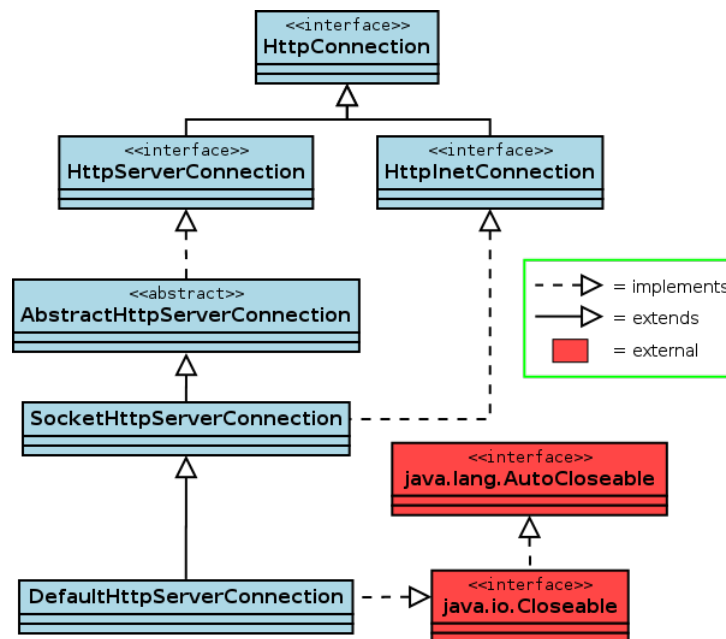 <<interface>>
HttpConnection
<<interface>>
HttpServerConnection
<<interface>>
HttpInetConnection
<<abstract>>
AbstractHttpServerConnection
= implements
= extends
= external
SocketHttpServerConnection
<<interface>>
java.lang.AutoCloseable
DefaultHttpServerConnection
<<interface>>
java.io.Closeable